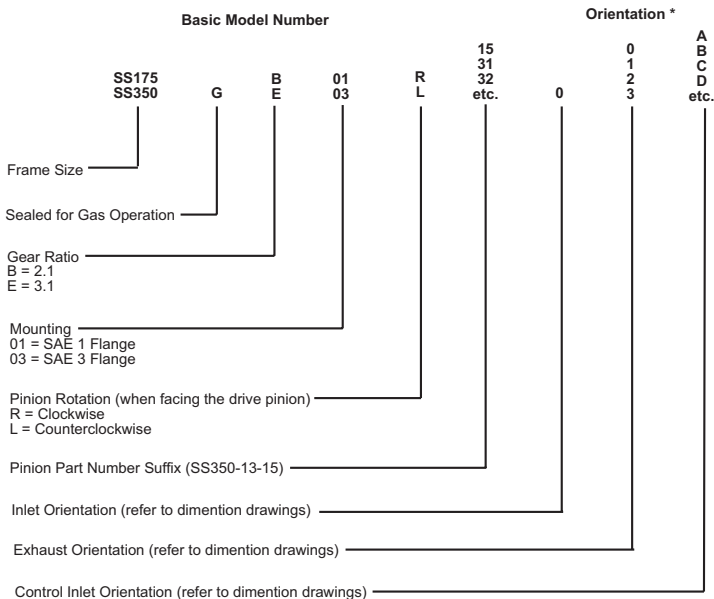 Basic Model Number
Orientation *
A
B
15 0 C
31 1 D
SS175 B 01 R 32 2 etc.
SS350 G E 03 L etc. 0 3
Frame Size
Sealed for Gas Operation
Gear Ratio
B = 2.1
E = 3.1
Mounting
01 = SAE 1 Flange
03 = SAE 3 Flange
Pinion Rotation (when facing the drive pinion)
R = Clockwise
L = Counterclockwise
Pinion Part Number Suffix (SS350-13-15)
Inlet Orientation (refer to dimention drawings)
Exhaust Orientation (refer to dimention drawings)
Control Inlet Orientation (refer to dimention drawings)